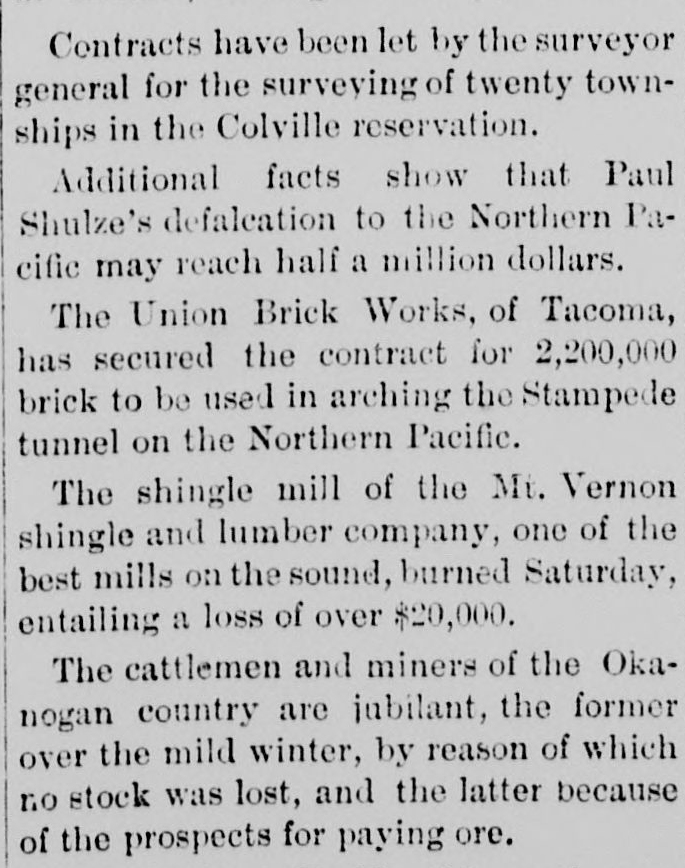 Contracts have been let by the surveyor
general for the surveying of twenty town-
ships in the Colville reservation.
Additional facts show that Paul
Shulze's defalcation to the Northern Pa-
cific may reach half a million dollars.
The Union Brick Works, of Tacoma,
has secured the contract for 2,200,000
brick to be used in arching the Stampede
tunnel on the Northern Pacific.
The shingle mill of the Mt. Vernon
shingle and lumber company, one of the
best mills on the sound, burned Saturday,
entailing a loss of over $20,000.
The cattlemen and miners of the Oka-
nogan country are jubilant, the former
over the mild winter, by reason of which
no stock was lost, and the latter because
of the prospects for paying ore.